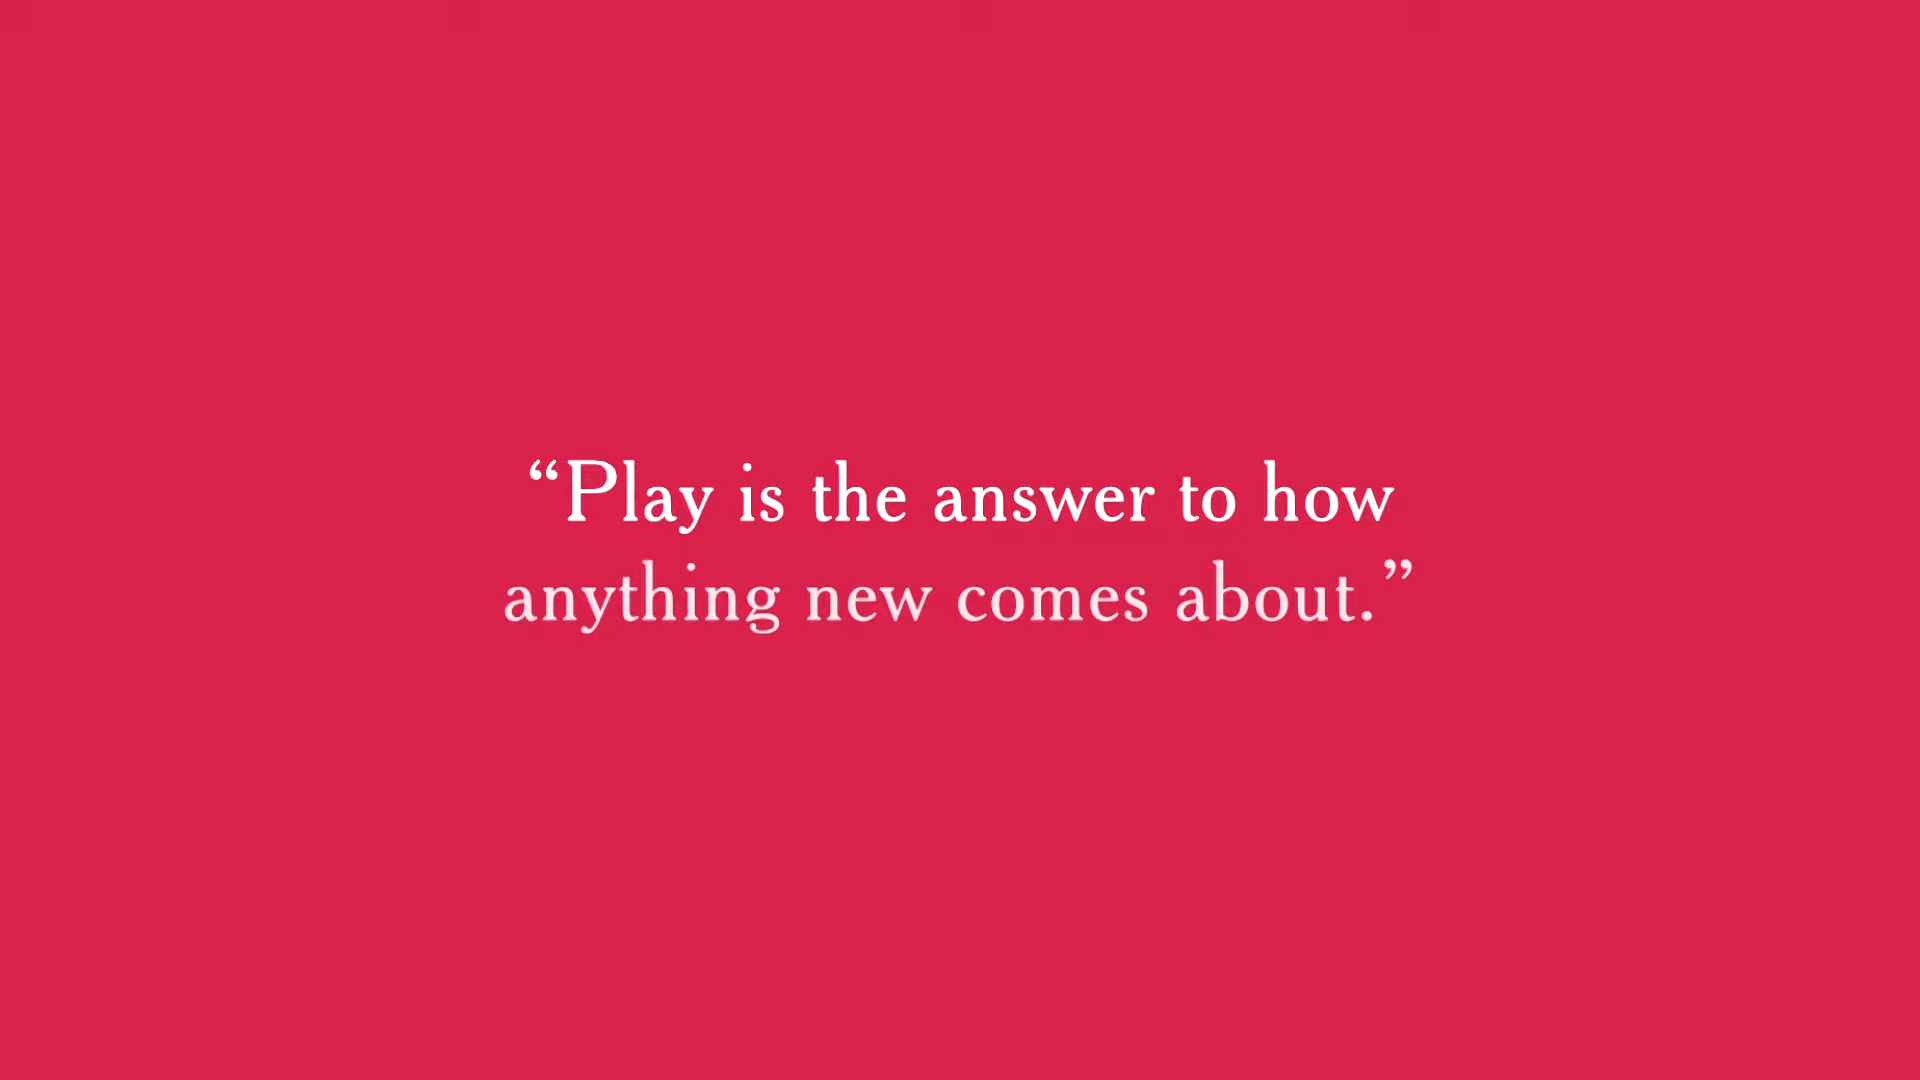 “Play is the answer to how
anything new comes about.”